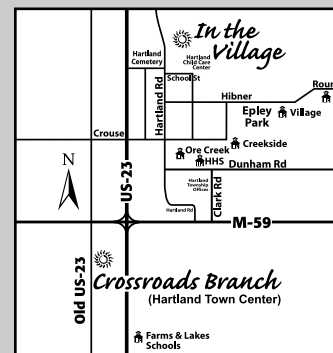 In the
Village
Hartland
Cemetery
Hartland
Child Care
Center
School St
Hartland Rd
Hibner
Roun
Epley
Park
Village
Crouse
Creekside
Ore Creek
HHS
Dunham Rd
N
US-23
Hartland
Township
Offices
Clark Rd
Hartland Rd
M-59
Old US-23
Crossroads Branch
(Hartland Town Center)
Farms & Lakes
Schools